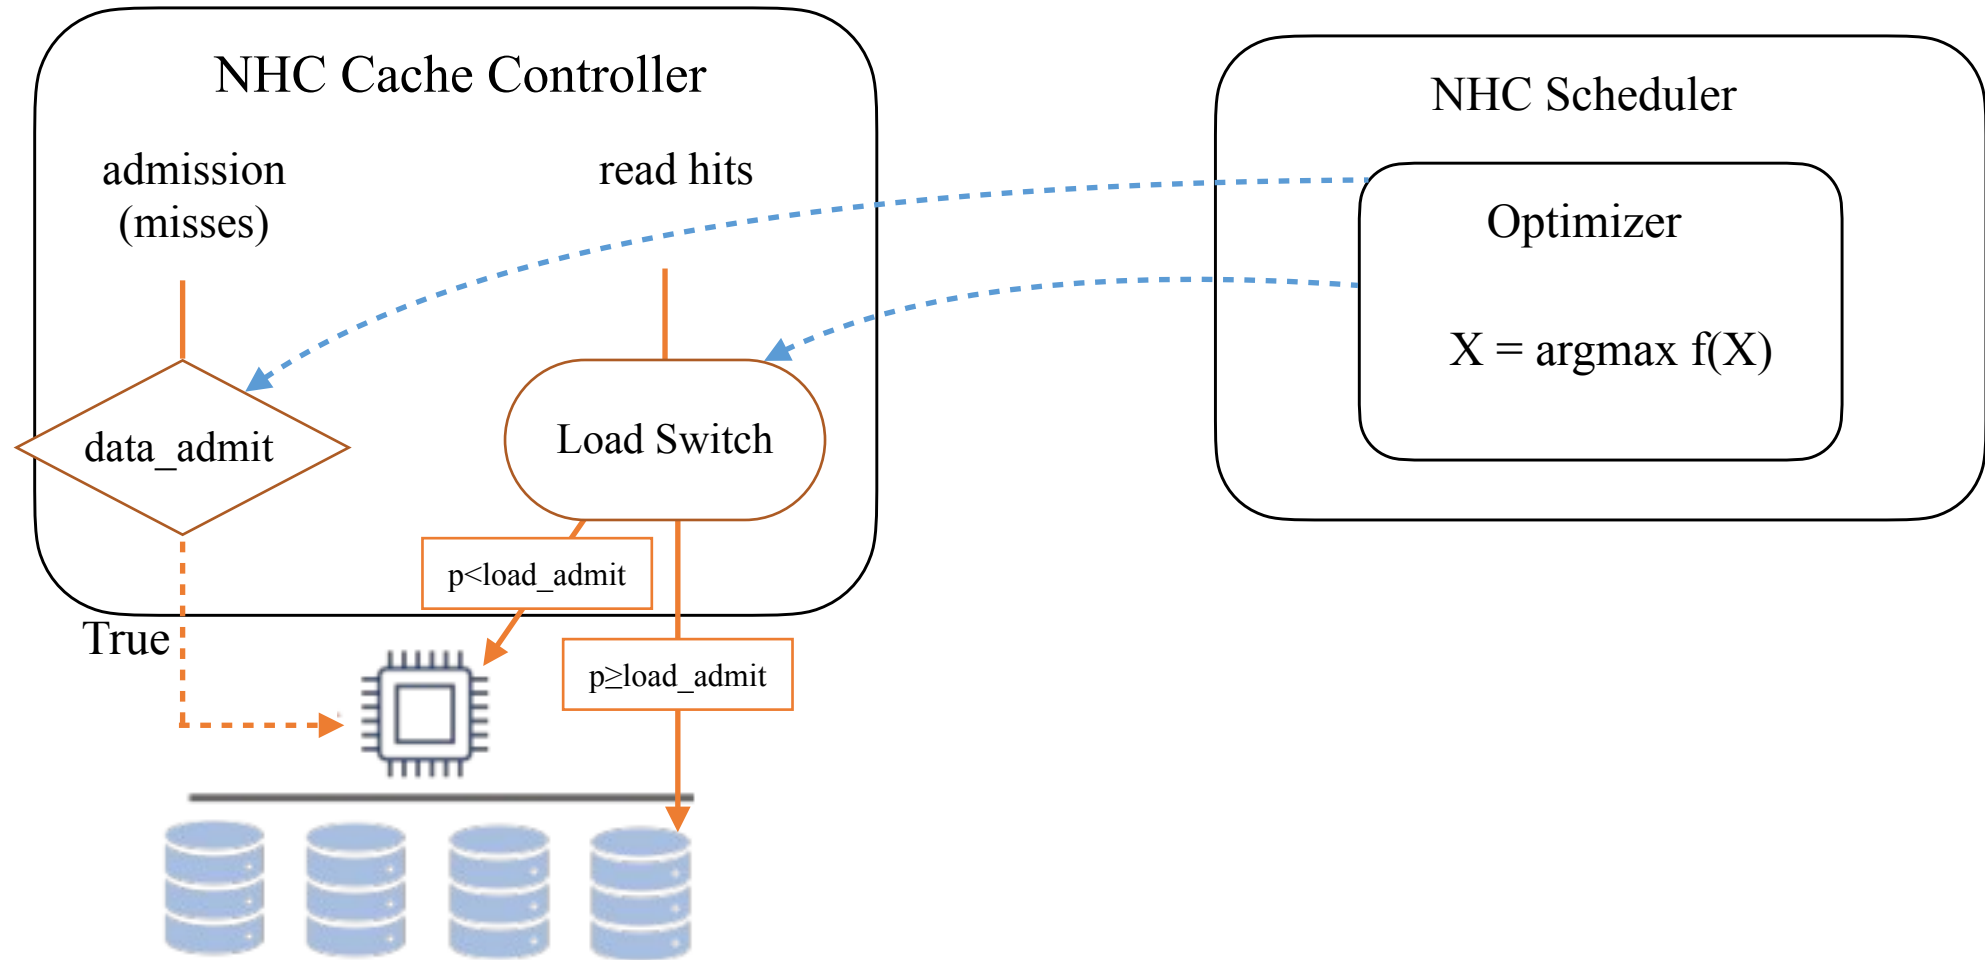 NHC Cache Controller
admission
(misses)
read hits
data_admit
Load Switch
p<load_admit
True
p≥load_admit
NHC Scheduler
Optimizer
X = argmax f(X)